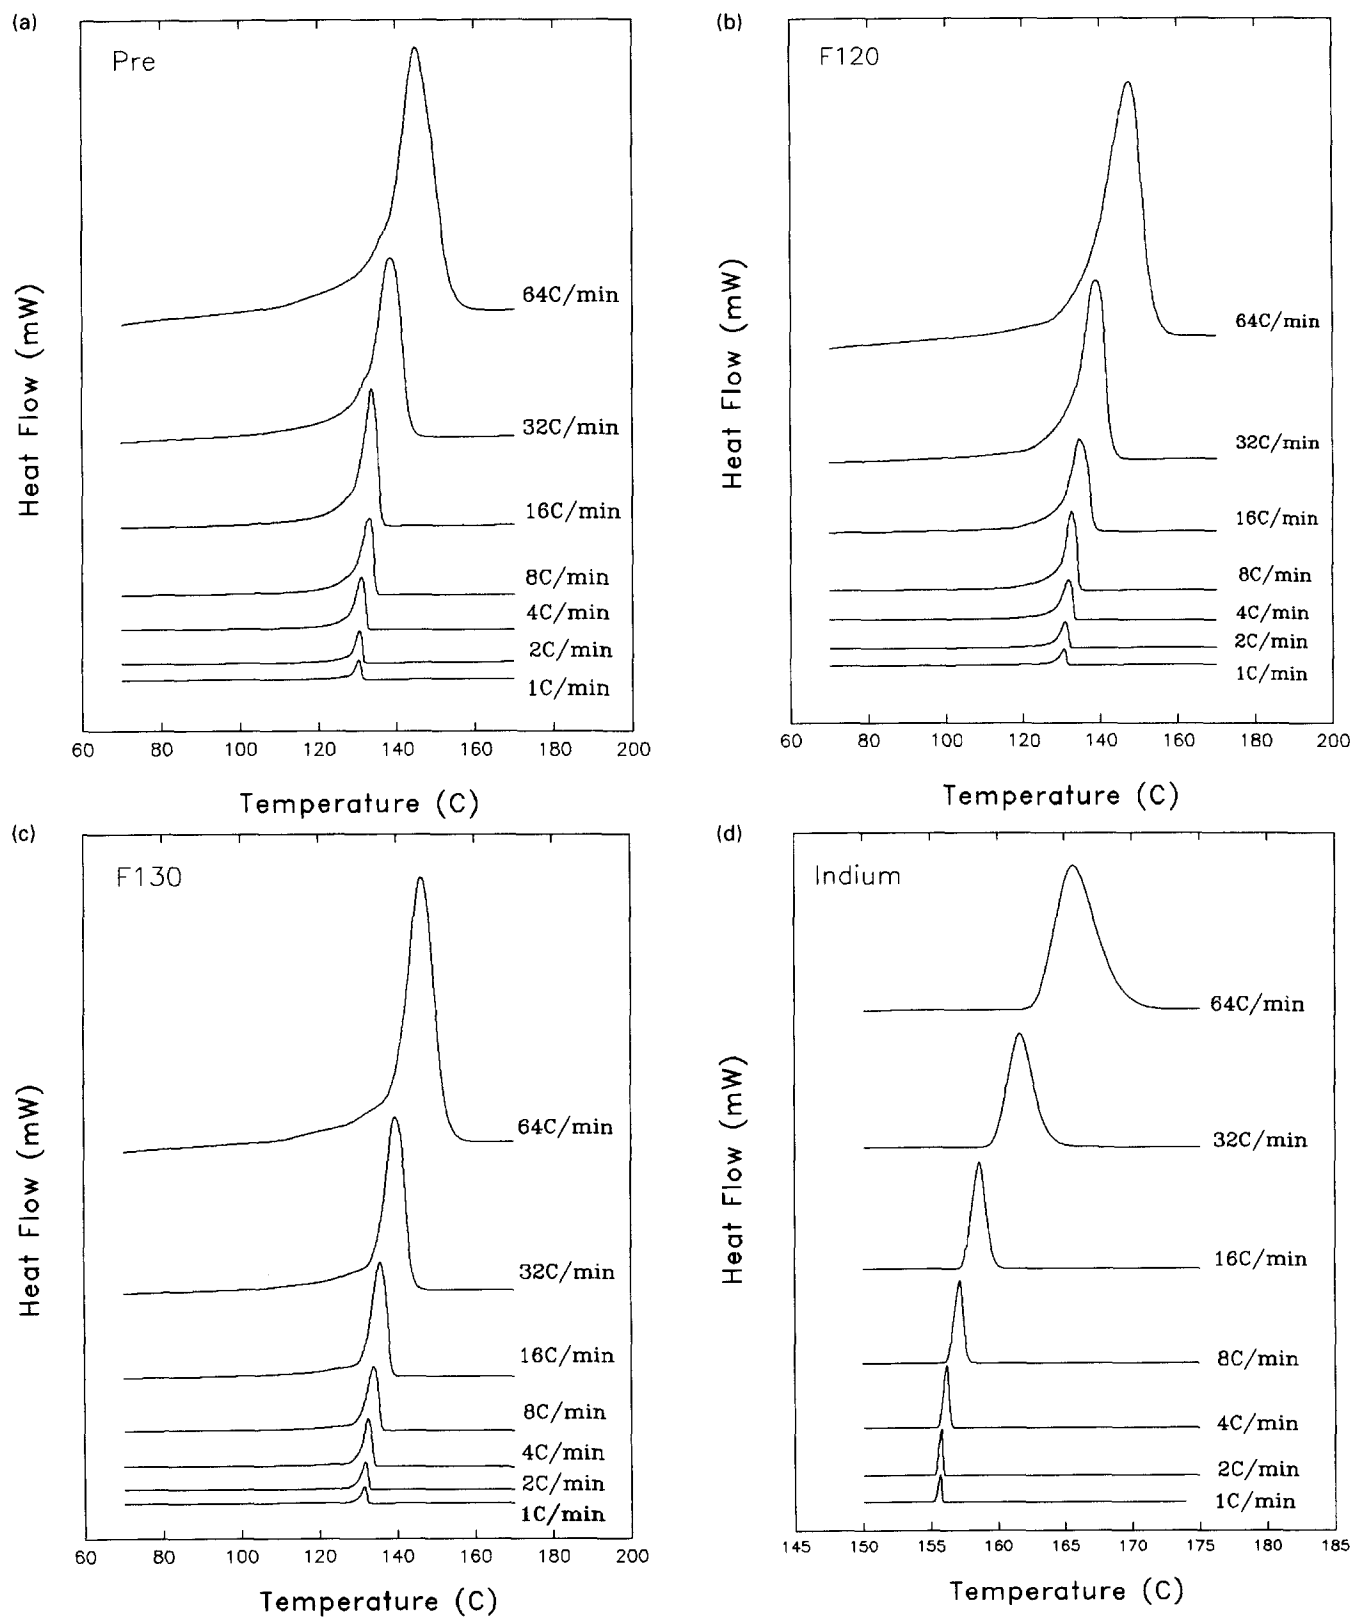 (a)
Pre
Heat Flow (mW)
64C/min
32C/min
16C/min
8C/min
4C/min
2C/min
1C/min
60 80 100 120 140 160 180 200
Temperature (C)
(b)
F120
Heat Flow (mW)
64C/min
32C/min
16C/min
8C/min
4C/min
2C/min
1C/min
60 80 100 120 140 160 180 200
Temperature (C)
(c)
F130
Heat Flow (mW)
64C/min
32C/min
16C/min
8C/min
4C/min
2C/min
1C/min
60 80 100 120 140 160 180 200
Temperature (C)
(d)
Indium
Heat Flow (mW)
64C/min
32C/min
16C/min
8C/min
4C/min
2C/min
1C/min
145 150 155 160 165 170 175 180 185
Temperature (C)